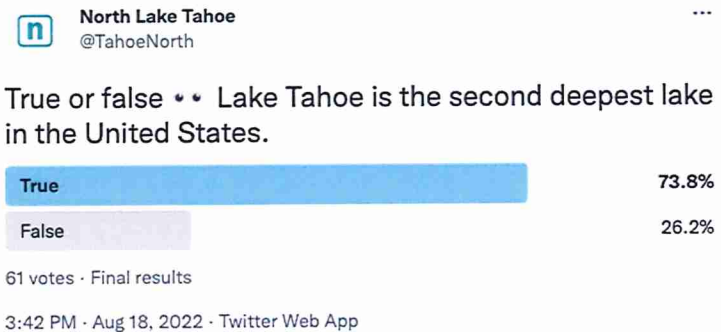 n
North Lake Tahoe
@TahoeNorth
...
True or false 👀 Lake Tahoe is the second deepest lake
in the United States.
True 73.8%
False 26.2%
61 votes · Final results
3:42 PM · Aug 18, 2022 · Twitter Web App